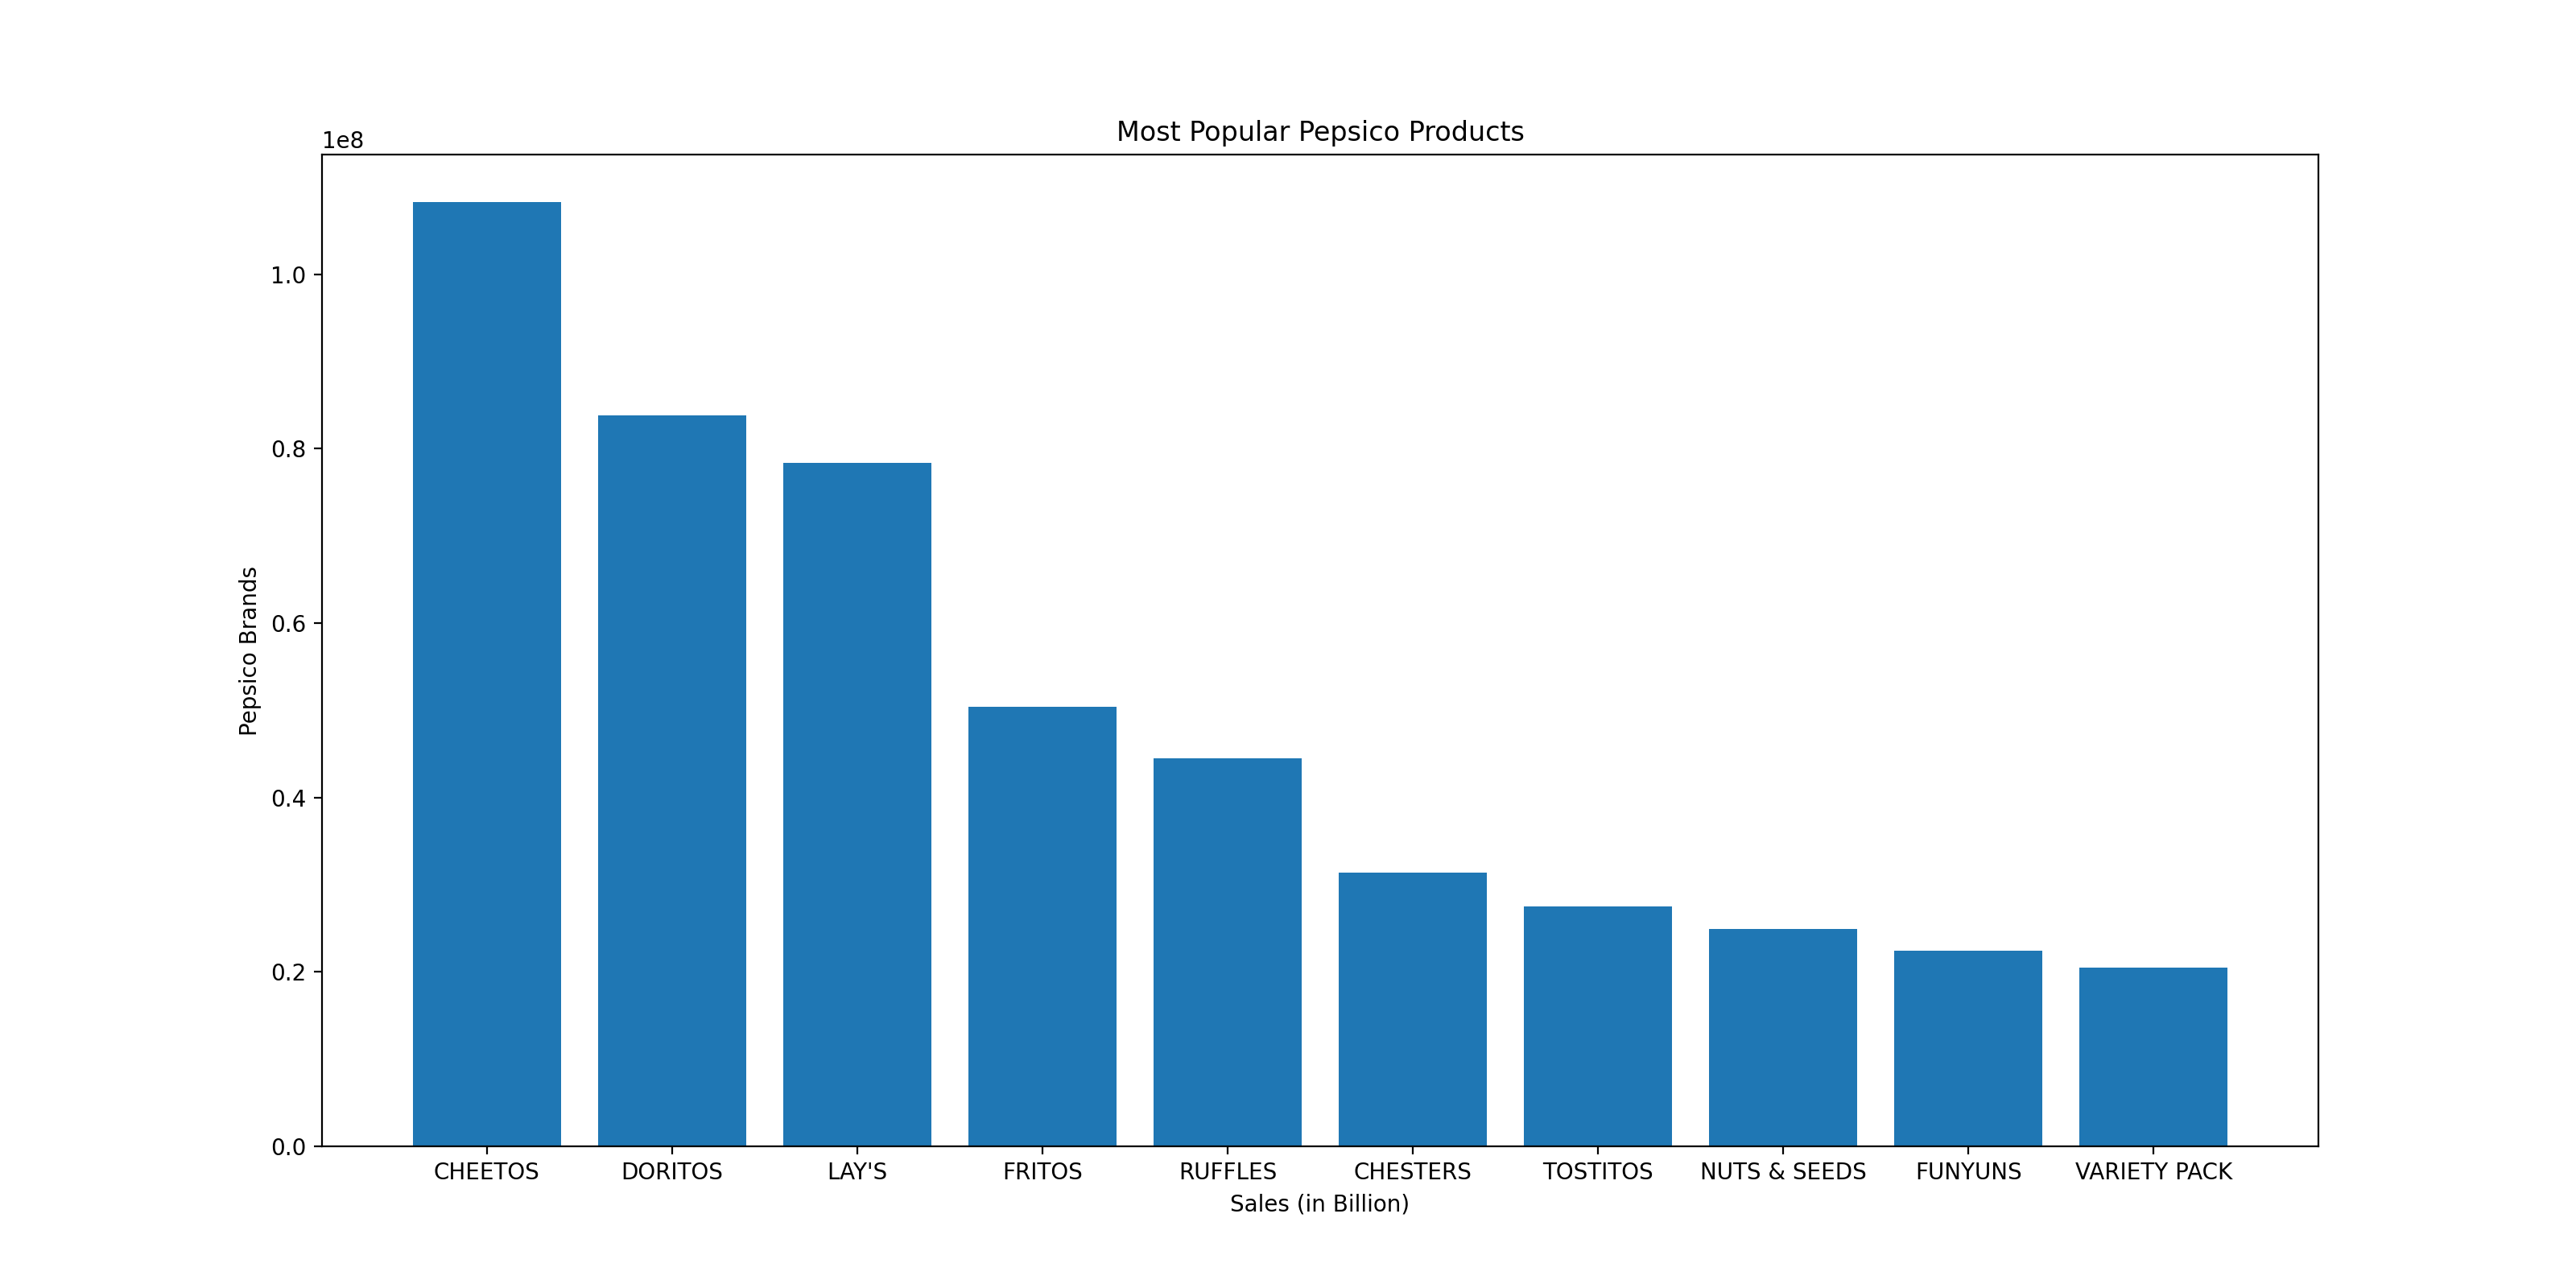 Most Popular Pepsico Products
1e8
1.0
0.8
0.6
0.4
0.2
0.0
Pepsico Brands
CHEETOS DORITOS LAY'S FRITOS RUFFLES CHESTERS TOSTITOS NUTS & SEEDS FUNYUNS VARIETY PACK
Sales (in Billion)